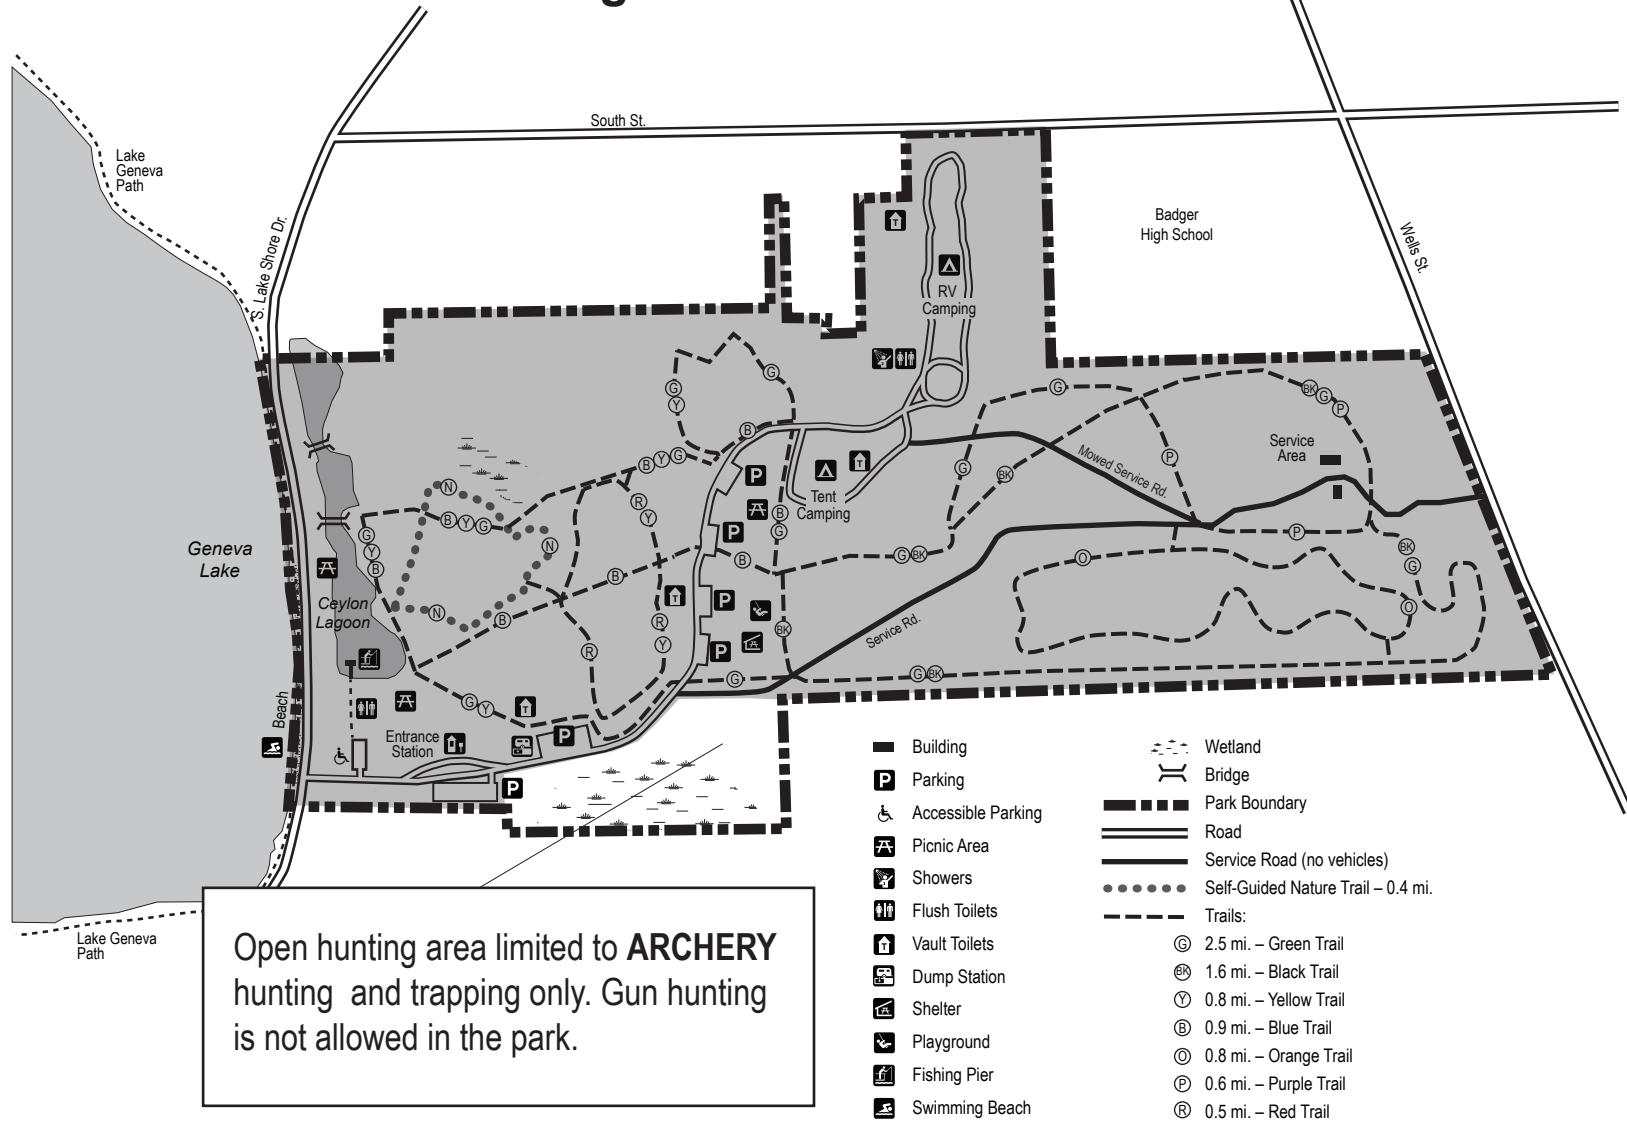 g
South St.
Lake
Geneva
Path
S. Lake Shore Dr.
Badger
High School
Wells St.
RV
Camping
G
Y
G
B
B Y G
G
BK
G
P
Service
Area
P
Mowed Service Rd.
G
BK
Tent
Camping
P
P
N
B Y G
N
R
Y
B
G
G
Y
B
Geneva
Lake
B
B
G BK
P
O
BK
G
O
Ceylon
Lagoon
N
B
R
Y
R
P
P
BK
Service Rd.
G
G BK
G Y
Beach
Entrance
Station
P
P
Lake Geneva
Path
Open hunting area limited to ARCHERY
hunting and trapping only. Gun hunting
is not allowed in the park.
Building
P Parking
Accessible Parking
Picnic Area
Showers
Flush Toilets
T Vault Toilets
Dump Station
Shelter
Playground
Fishing Pier
Swimming Beach
Wetland
Bridge
Park Boundary
Road
Service Road (no vehicles)
Self-Guided Nature Trail – 0.4 mi.
Trails:
G 2.5 mi. – Green Trail
BK 1.6 mi. – Black Trail
Y 0.8 mi. – Yellow Trail
B 0.9 mi. – Blue Trail
O 0.8 mi. – Orange Trail
P 0.6 mi. – Purple Trail
R 0.5 mi. – Red Trail